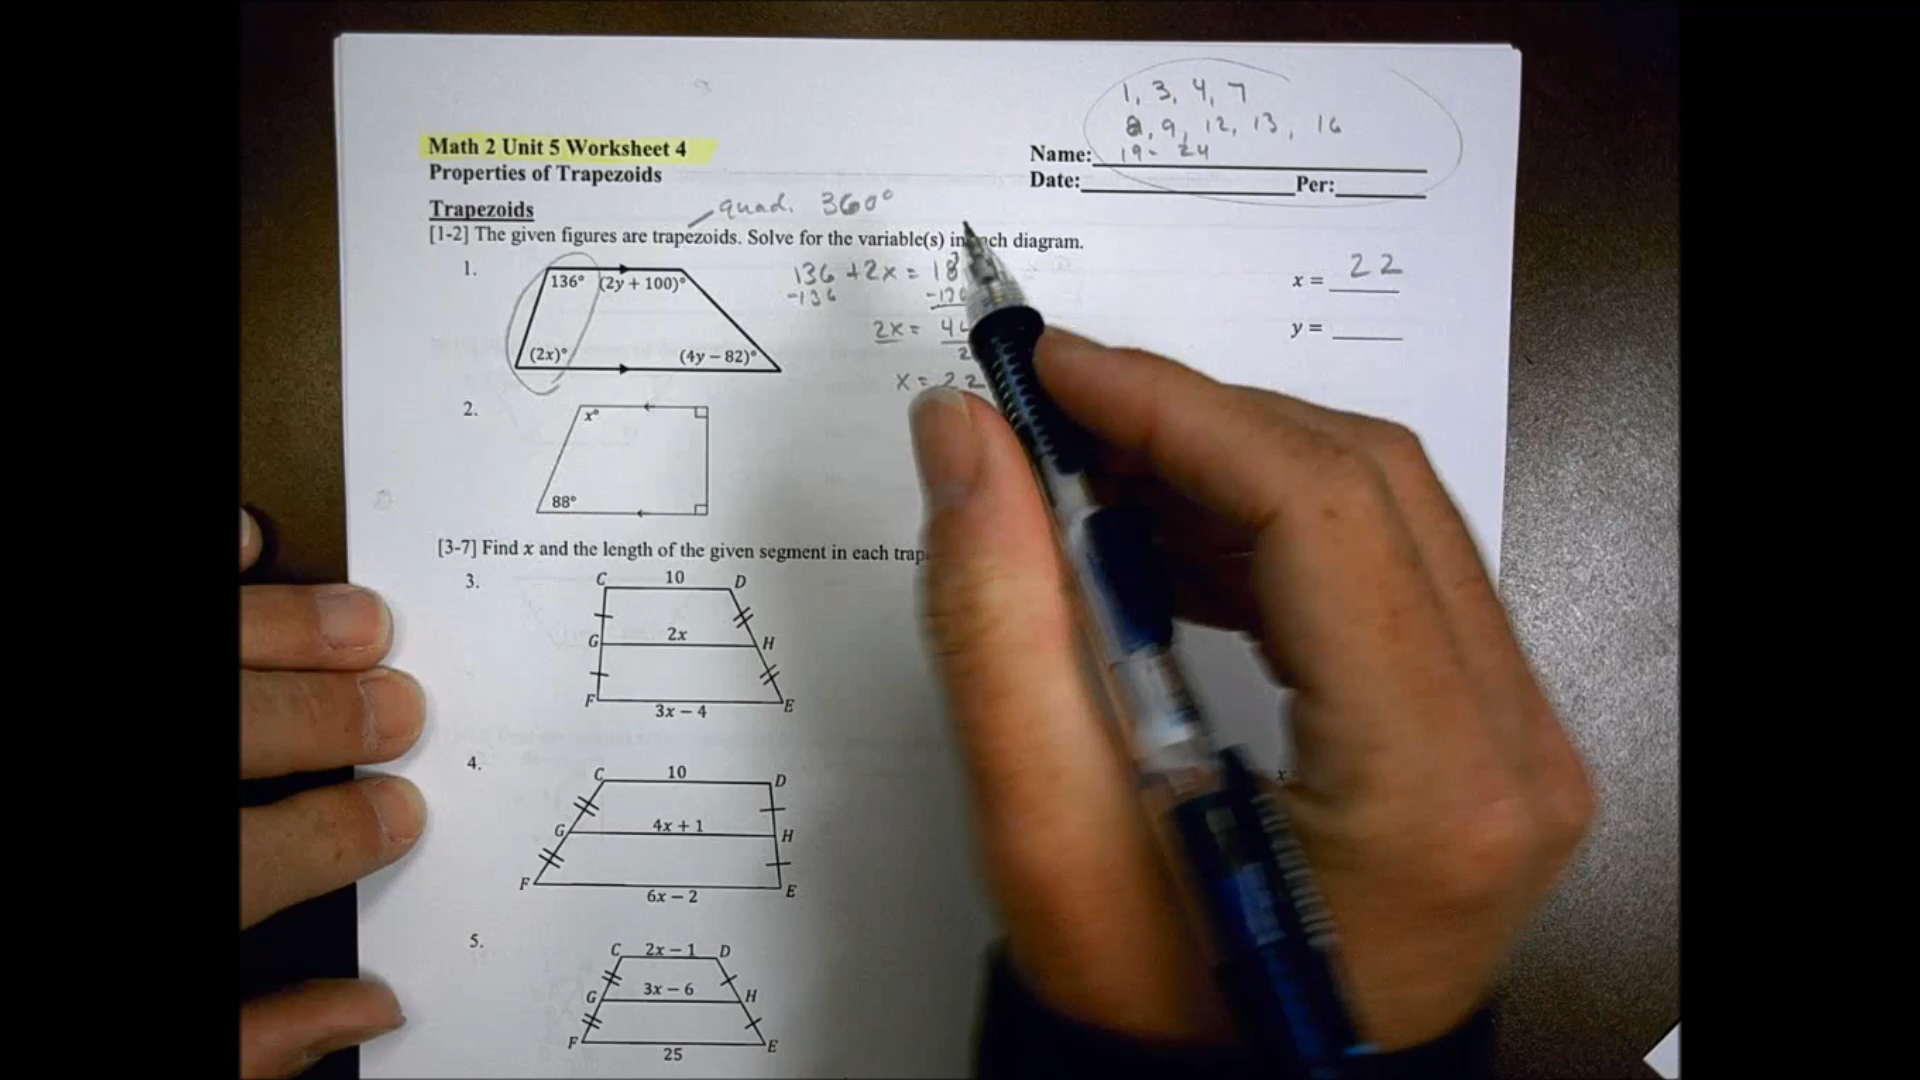 1, 3, 4, 7
8, 9, 12, 13, 16
19- 24
Math 2 Unit 5 Worksheet 4
Name:
Properties of Trapezoids
Date: Per:
quad. 360°
Trapezoids
[1-2] The given figures are trapezoids. Solve for the variable(s) in diagram.
1.
136° (2y + 100)°
(2x)° (4y – 82)°
136 + 2x =
-136
2x =
x = 22
x = 22
y =
2.
x°
88°
[3-7] Find x and the length of the given segment in each
3.
C 10 D
G 2x H
F 3x – 4 E
4.
C 10 D
G 4x + 1 H
F 6x – 2 E
x
5.
C 2x – 1 D
G 3x – 6 H
F 25 E